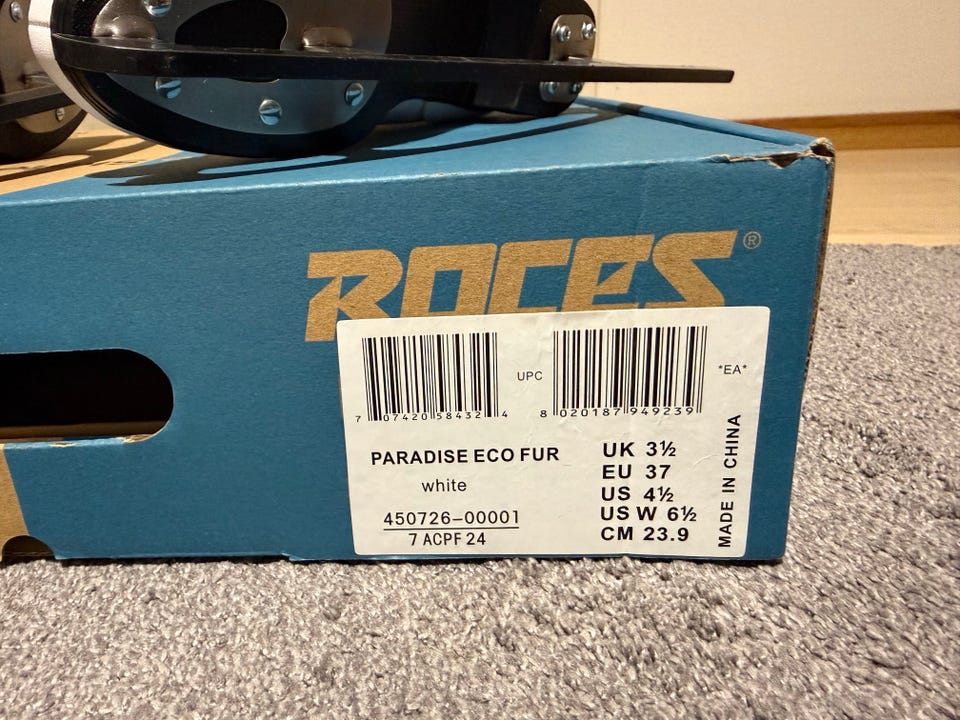 ROCES®
UPC
*EA*
7 07420 58432 4
8 020187 949239
PARADISE ECO FUR
white
450726-00001
7 ACPF 24
UK 3½
EU 37
US 4½
US W 6½
CM 23.9
MADE IN CHINA